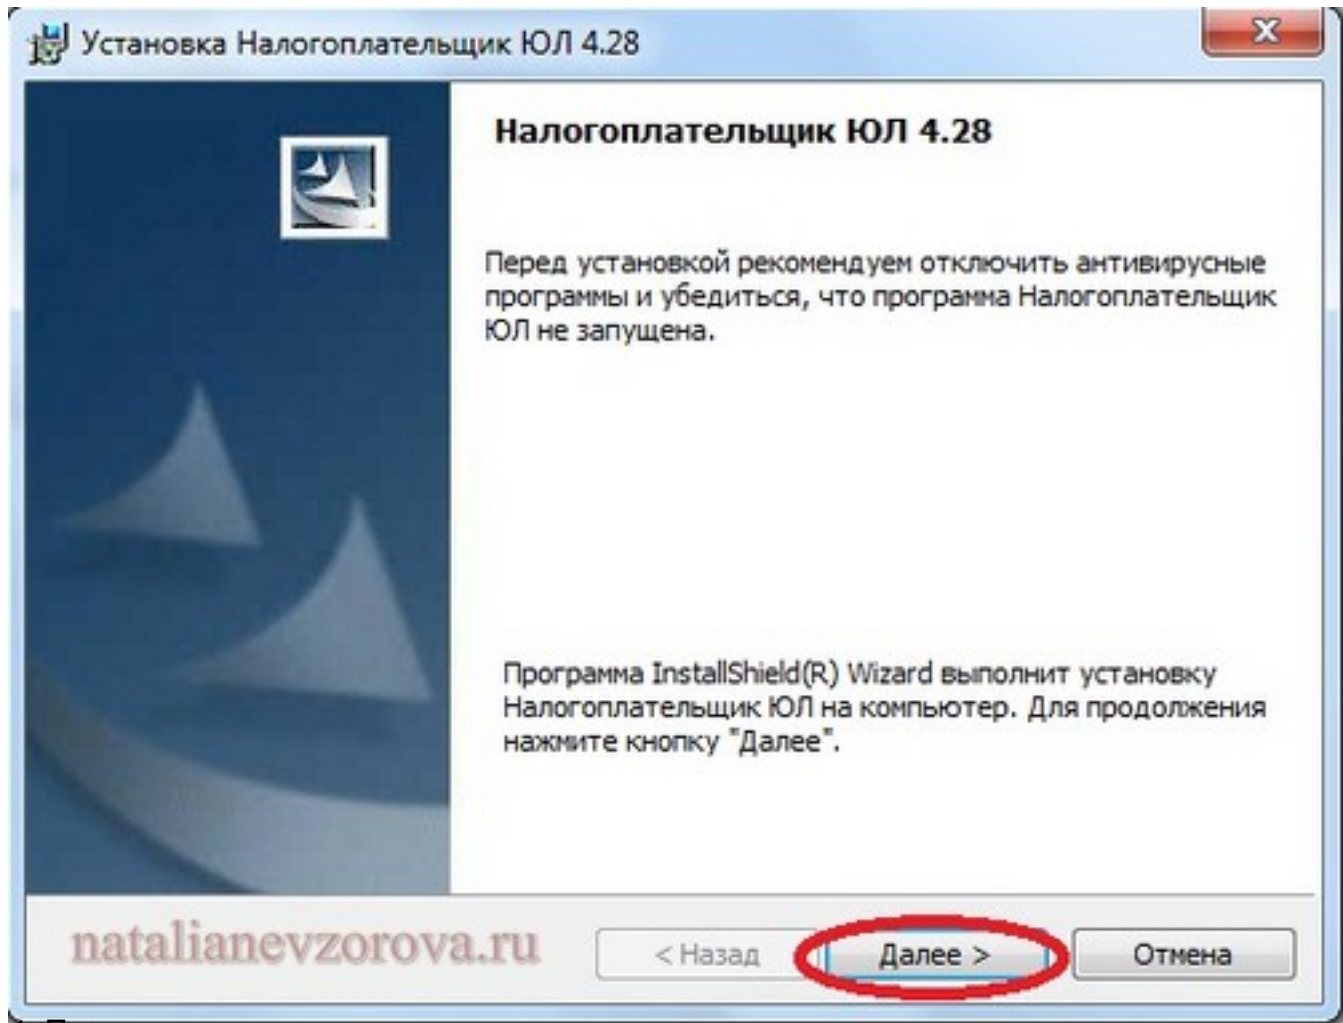 Установка Налогоплательщик ЮЛ 4.28
x
Налогоплательщик ЮЛ 4.28
Перед установкой рекомендуем отключить антивирусные
программы и убедиться, что программа Налогоплательщик
ЮЛ не запущена.
Программа InstallShield(R) Wizard выполнит установку
Налогоплательщик ЮЛ на компьютер. Для продолжения
нажмите кнопку "Далее".
natalianevzorova.ru
< Назад
Далее >
Отмена